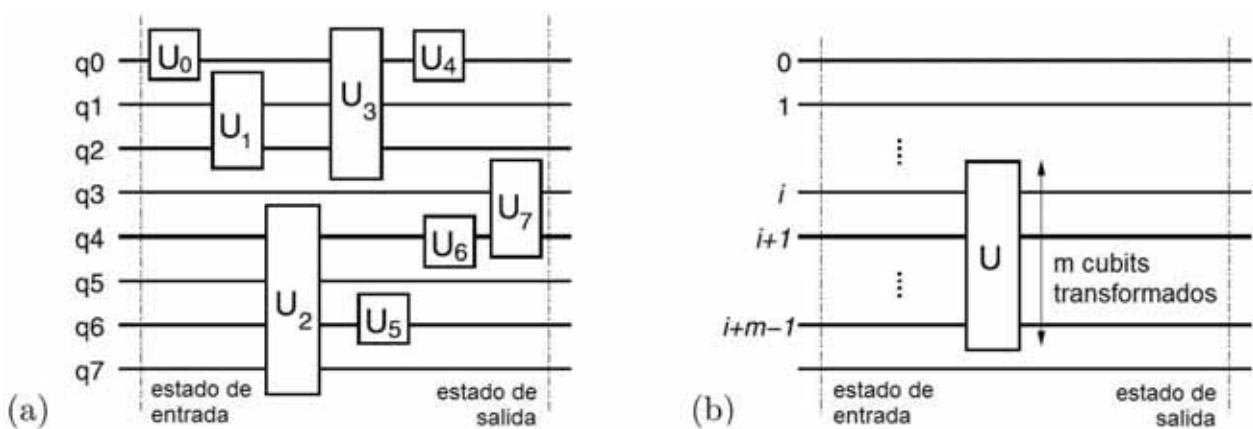 q0
q1
q2
q3
q4
q5
q6
q7
U0
U1
U2
U3
U4
U5
U6
U7
estado de
entrada
estado de
salida
(a)
0
1
i
i+1
i+m−1
U
m cubits
transformados
estado de
entrada
estado de
salida
(b)